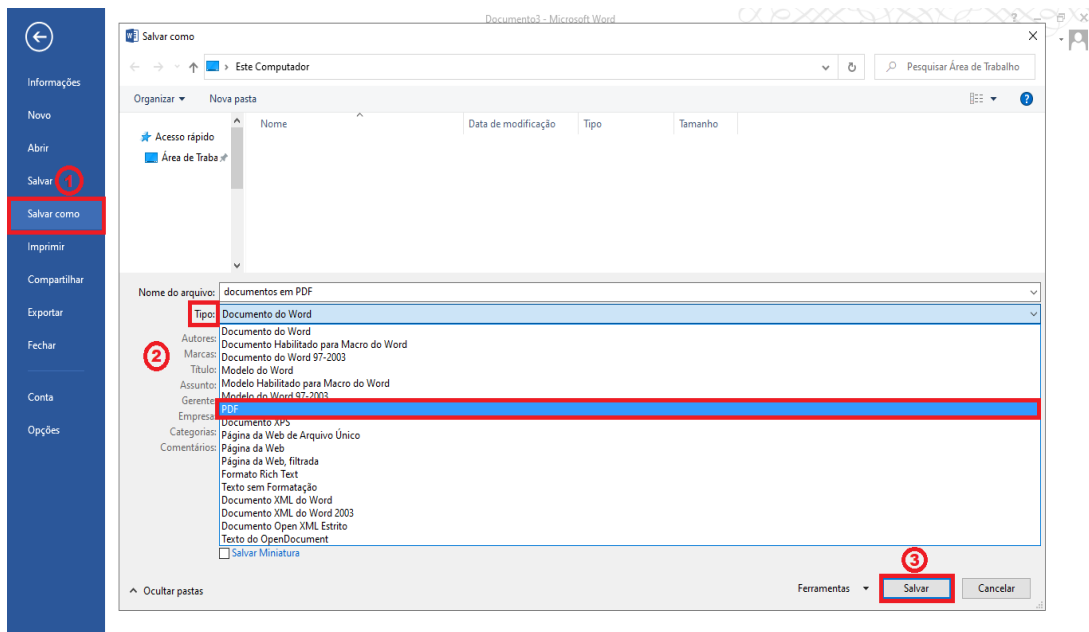 Documento3 - Microsoft Word
Informações
Novo
Abrir
Salvar
1
Salvar como
Imprimir
Compartilhar
Exportar
Fechar
Conta
Opções
Salvar como
Este Computador
Pesquisar Área de Trabalho
Organizar
Nova pasta
Acesso rápido
Área de Traba
Nome
Data de modificação
Tipo
Tamanho
Nome do arquivo: documentos em PDF
Tipo: Documento do Word
Autores:
2
Marcas:
Título:
Assunto:
Gerente
Empresa
Categorias:
Comentários:
Documento do Word
Documento Habilitado para Macro do Word
Documento do Word 97-2003
Modelo do Word
Modelo Habilitado para Macro do Word
Modelo do Word 97-2003
PDF
Documento XPS
Página da Web de Arquivo Único
Página da Web
Página da Web, filtrada
Formato Rich Text
Texto sem Formatação
Documento XML do Word
Documento XML do Word 2003
Documento Open XML Estrito
Texto do OpenDocument
Salvar Miniatura
3
Ocultar pastas
Ferramentas
Salvar
Cancelar